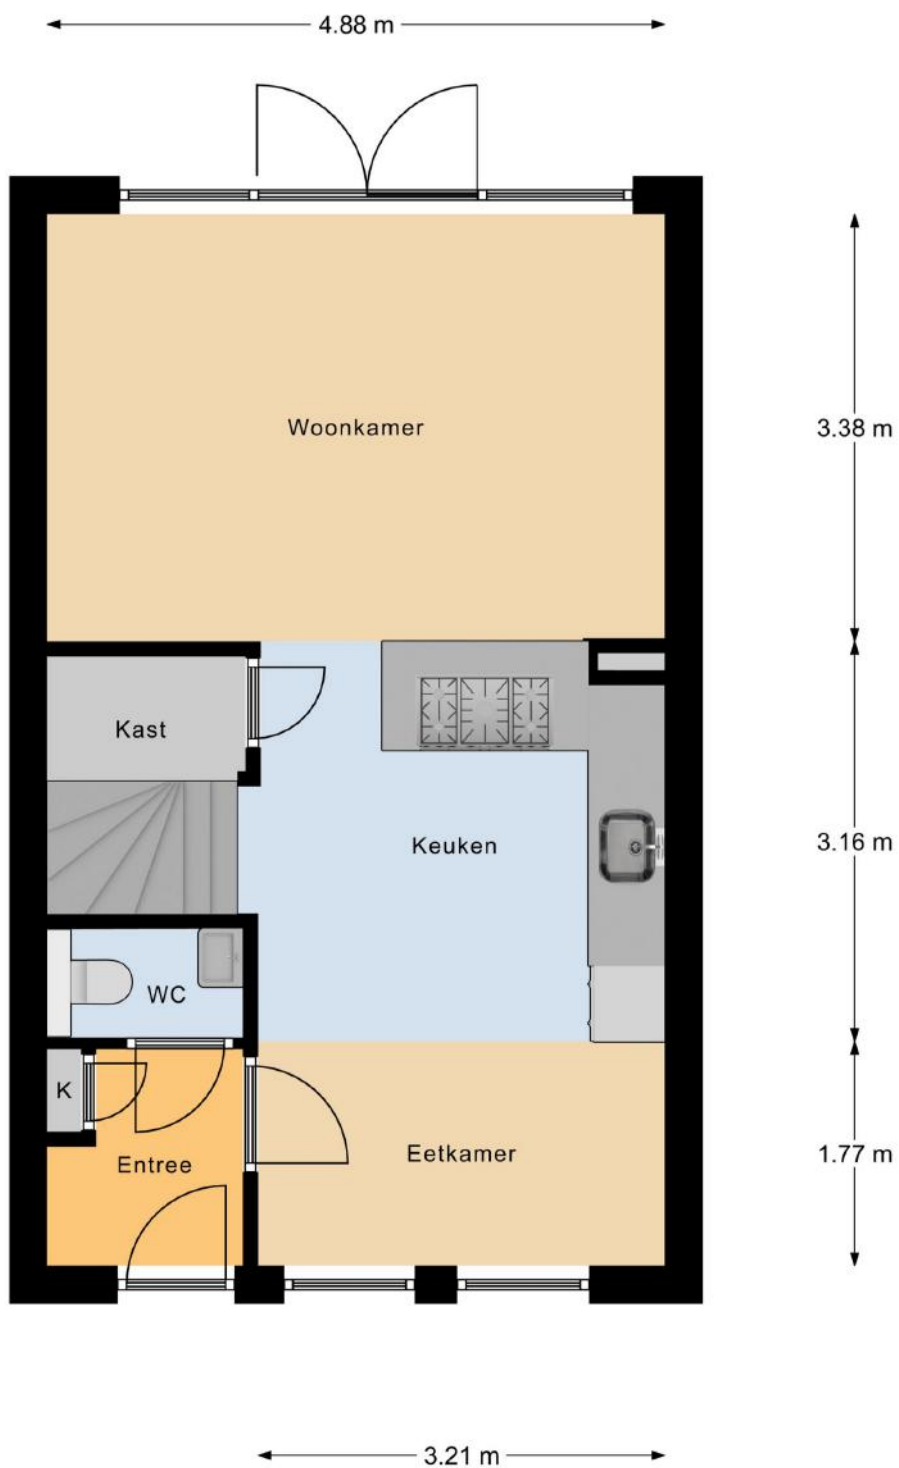 4.88 m
Woonkamer
3.38 m
Kast
Keuken
3.16 m
WC
K
Entree
Eetkamer
1.77 m
3.21 m